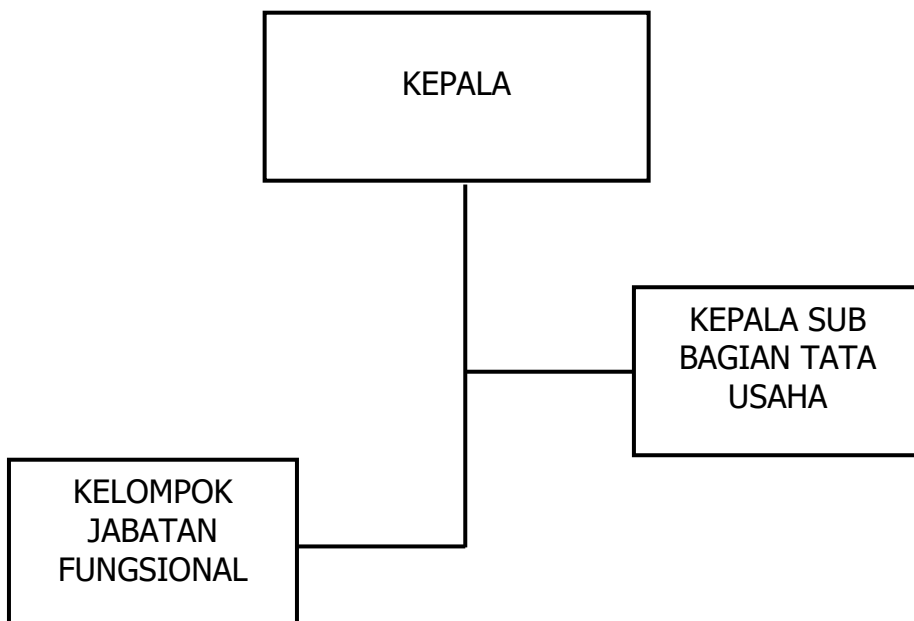 KEPALA
KEPALA SUB
BAGIAN TATA
USAHA
KELOMPOK
JABATAN
FUNGSIONAL